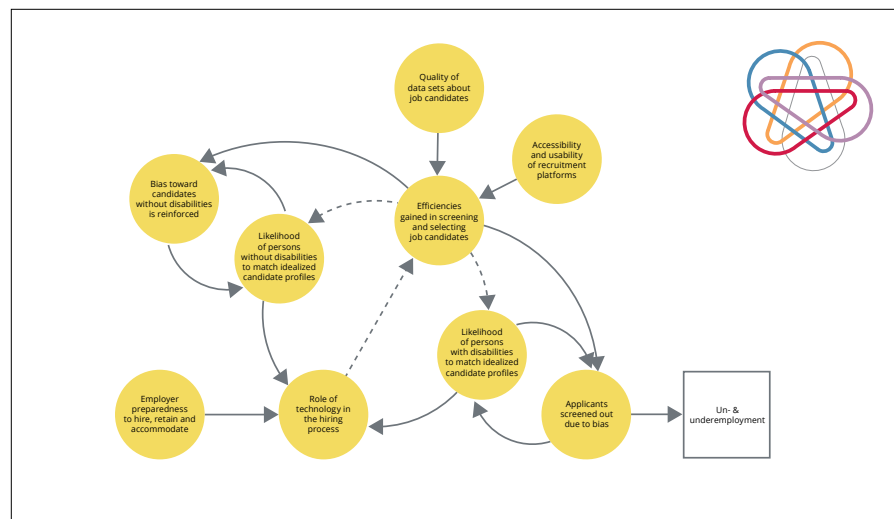 Quality of
data sets about
job candidates
Accessibility
and usability
of recruitment
platforms
Bias toward
candidates
without disabilities
is reinforced
Efficiencies
gained in screening
and selecting
job candidates
Likelihood
of persons
without disabilities
to match idealized
candidate profiles
Likelihood
of persons
with disabilities
to match idealized
candidate profiles
Employer
preparedness
to hire, retain and
accommodate
Role of
technology in
the hiring
process
Applicants
screened out
due to bias
Un- &
underemployment